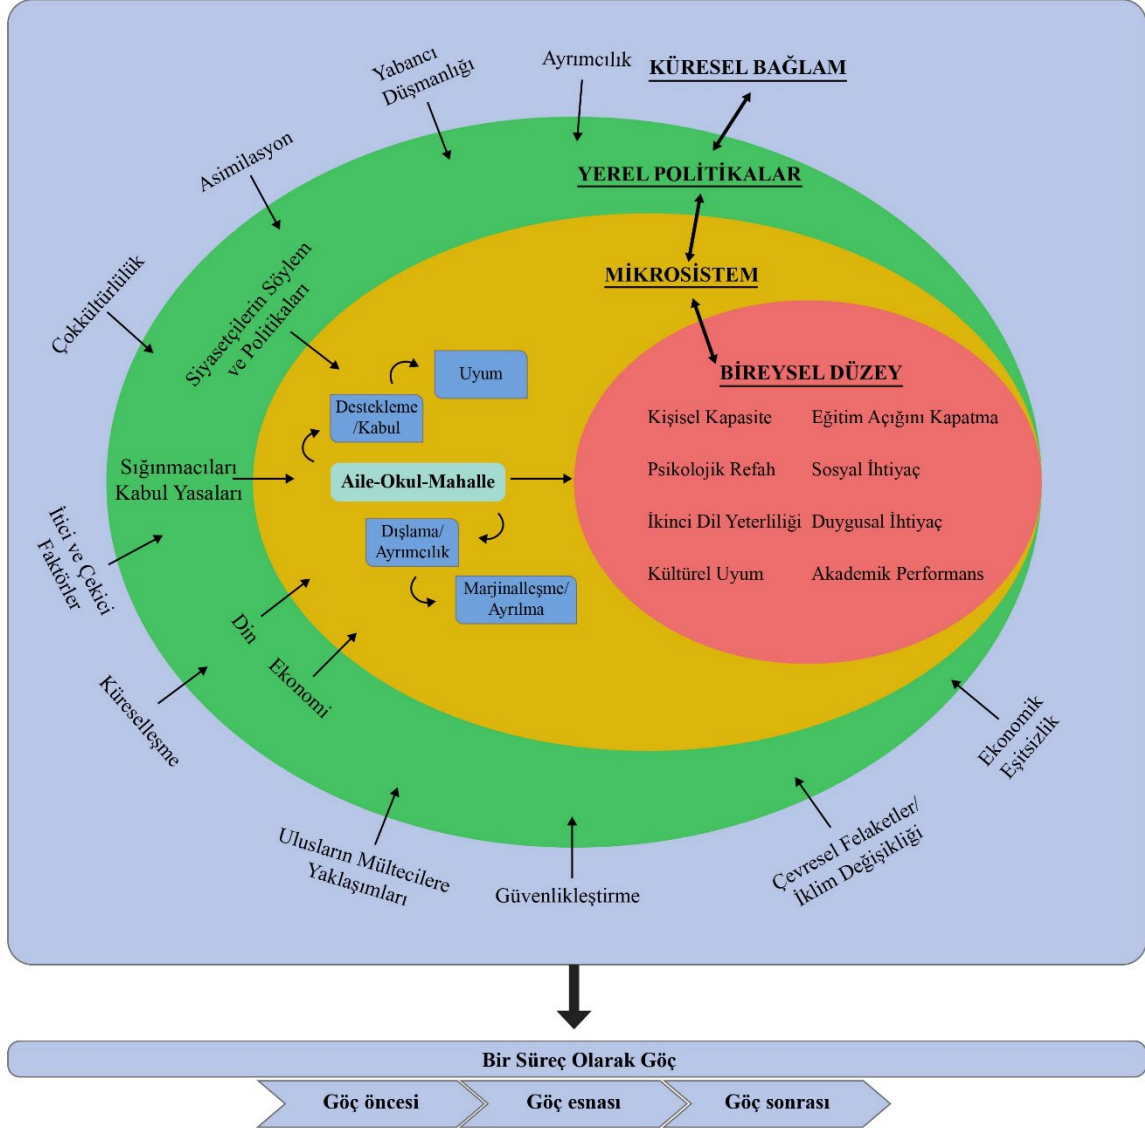 Ayrımcılık
KÜRESEL BAĞLAM
Yabancı
Düşmanlığı
Asimilasyon
Çokkültürlülük
İtici ve Çekici
Faktörler
Küreselleşme
Ulusların Mültecilere
Yaklaşımları
Güvenlikleştirme
Çevresel Felaketler/
İklim Değişikliği
Ekonomik
Eşitsizlik
YEREL POLİTİKALAR
Siyasetçilerin Söylem
ve Politikaları
Sığınmacıları
Kabul Yasaları
Din
Ekonomi
MİKROSİSTEM
Uyum
Destekleme
/Kabul
Aile-Okul-Mahalle
Dışlama/
Ayrımcılık
Marjinalleşme/
Ayrılma
BİREYSEL DÜZEY
Kişisel Kapasite
Eğitim Açığını Kapatma
Psikolojik Refah
Sosyal İhtiyaç
İkinci Dil Yeterliliği
Duygusal İhtiyaç
Kültürel Uyum
Akademik Performans
Bir Süreç Olarak Göç
Göç öncesi
Göç esnası
Göç sonrası